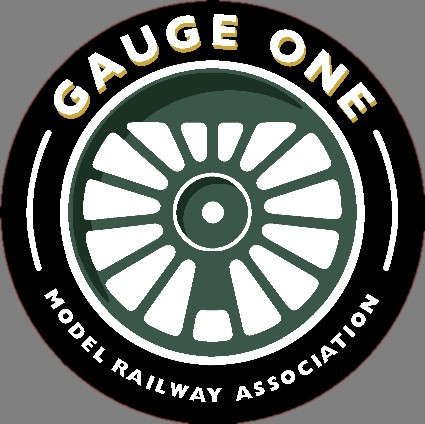 GAUGE ONE
MODEL RAILWAY ASSOCIATION